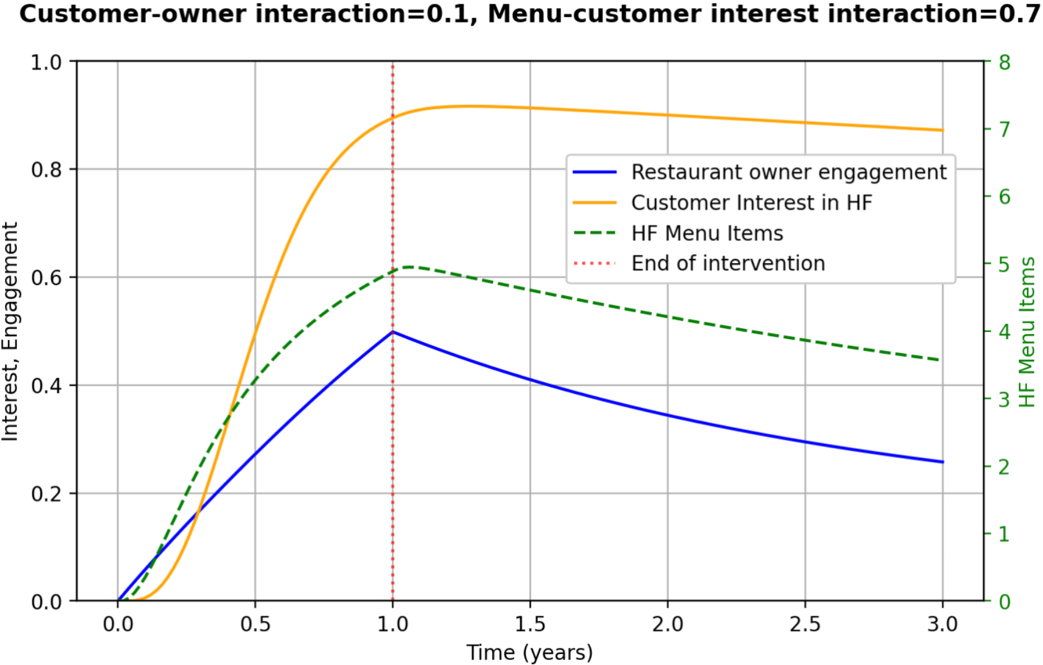 Customer-owner interaction=0.1, Menu-customer interest interaction=0.7
1.0
0.8
0.6
0.4
0.2
0.0
Interest, Engagement
8
7
6
5
4
3
2
1
0
HF Menu Items
Restaurant owner engagement
Customer Interest in HF
HF Menu Items
End of intervention
0.0 0.5 1.0 1.5 2.0 2.5 3.0
Time (years)